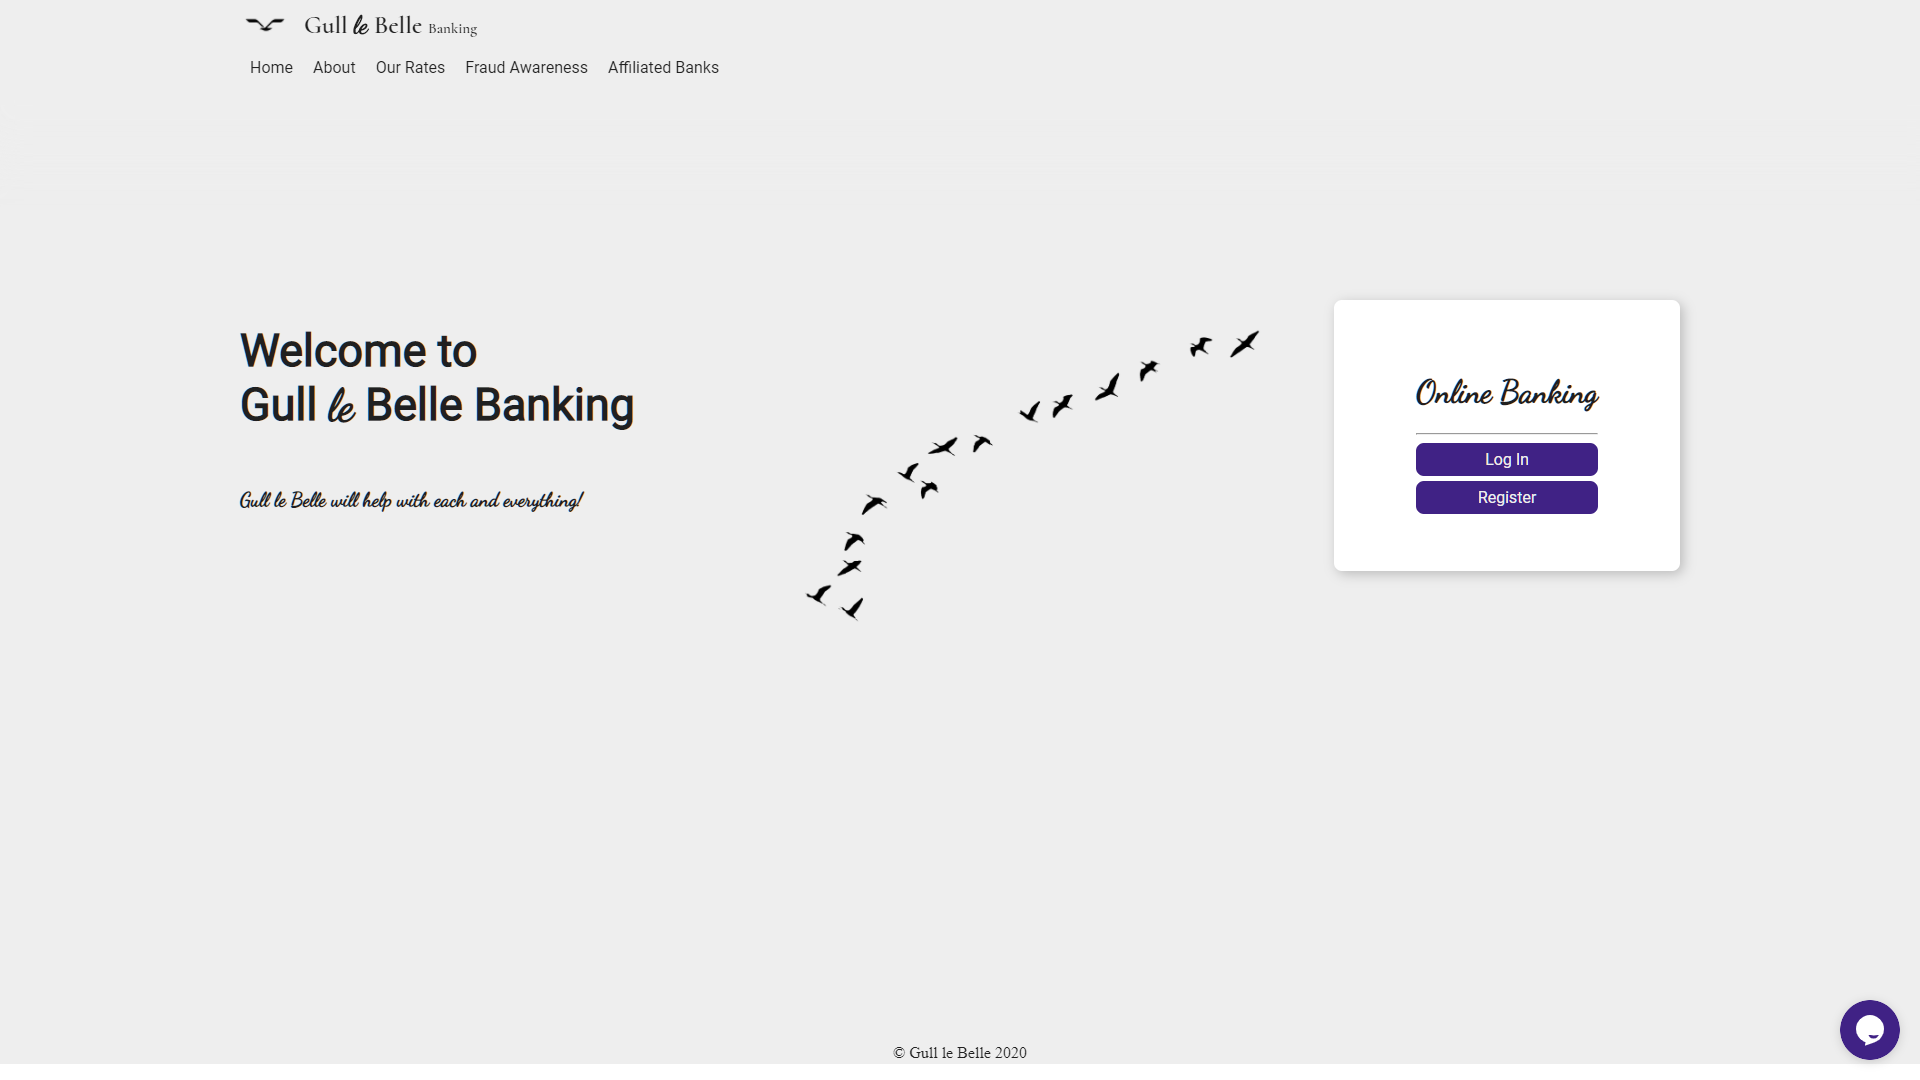 Gull le Belle Banking
Home About Our Rates Fraud Awareness Affiliated Banks
Welcome to
Gull le Belle Banking
Gull le Belle will help with each and everything!
Online Banking
Log In
Register
© Gull le Belle 2020